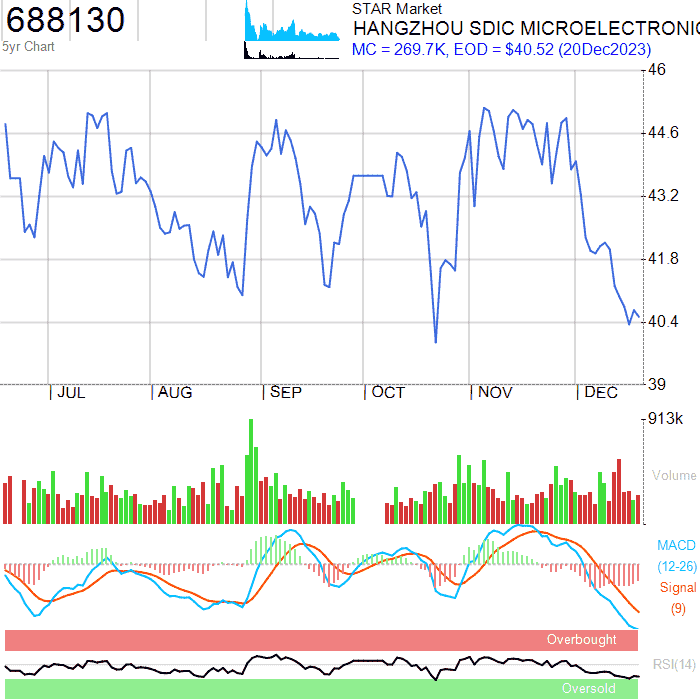 688130
5yr Chart
STAR Market
HANGZHOU SDIC MICROELECTRONIC
MC = 269.7K, EOD = $40.52 (20Dec2023)
46
44.6
43.2
41.8
40.4
39
JUL AUG SEP OCT NOV DEC
913k
Volume
MACD
(12-26)
Signal
(9)
Overbought
RSI(14)
Oversold